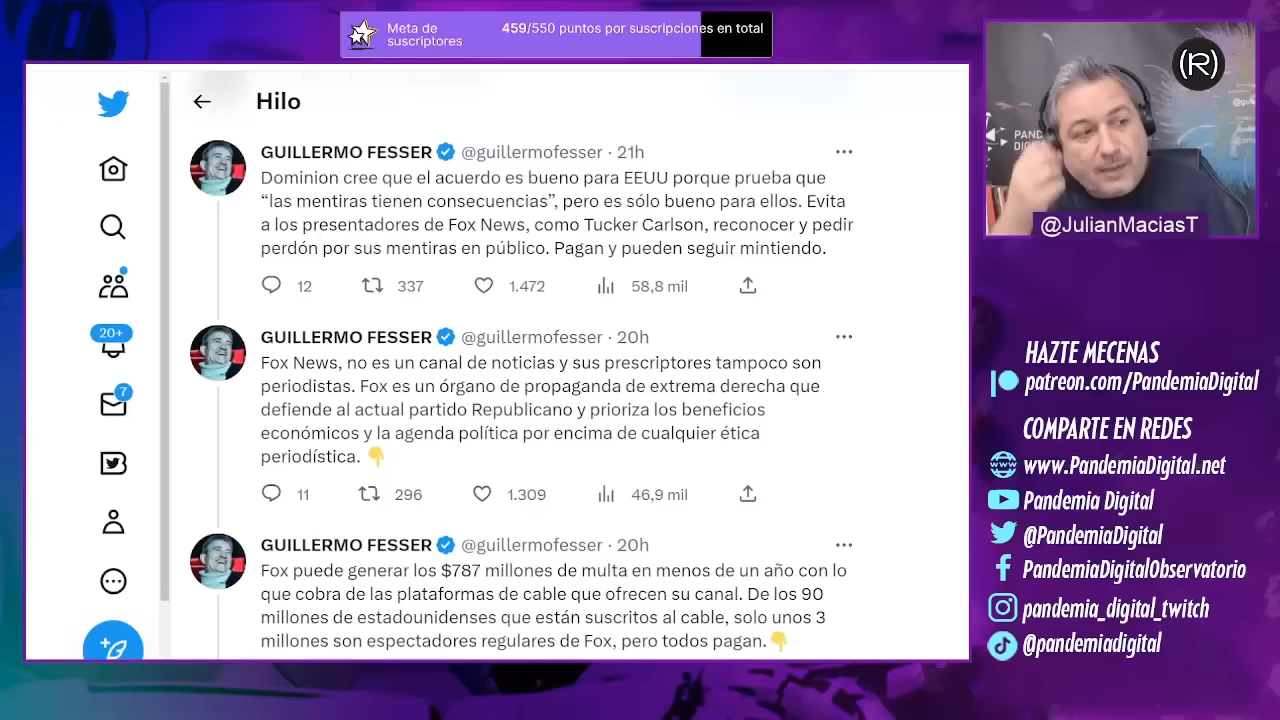 Meta de
suscriptores
459/550 puntos por suscripciones en total
Hilo
GUILLERMO FESSER @guillermofesser · 21h
Dominion cree que el acuerdo es bueno para EEUU porque prueba que
“las mentiras tienen consecuencias”, pero es sólo bueno para ellos. Evita
a los presentadores de Fox News, como Tucker Carlson, reconocer y pedir
perdón por sus mentiras en público. Pagan y pueden seguir mintiendo.
12 337 1.472 58,8 mil
GUILLERMO FESSER @guillermofesser · 20h
Fox News, no es un canal de noticias y sus prescriptores tampoco son
periodistas. Fox es un órgano de propaganda de extrema derecha que
defiende al actual partido Republicano y prioriza los beneficios
económicos y la agenda política por encima de cualquier ética
periodística. 👇
11 296 1.309 46,9 mil
GUILLERMO FESSER @guillermofesser · 20h
Fox puede generar los $787 millones de multa en menos de un año con lo
que cobra de las plataformas de cable que ofrecen su canal. De los 90
millones de estadounidenses que están suscritos al cable, solo unos 3
millones son espectadores regulares de Fox, pero todos pagan. 👇
20+
7
(R)
@JulianMaciasT
HAZTE MECENAS
patreon.com/PandemiaDigital
COMPARTE EN REDES
www.PandemiaDigital.net
Pandemia Digital
@PandemiaDigital
PandemiaDigitalObservatorio
pandemia_digital_twitch
@pandemiadigital